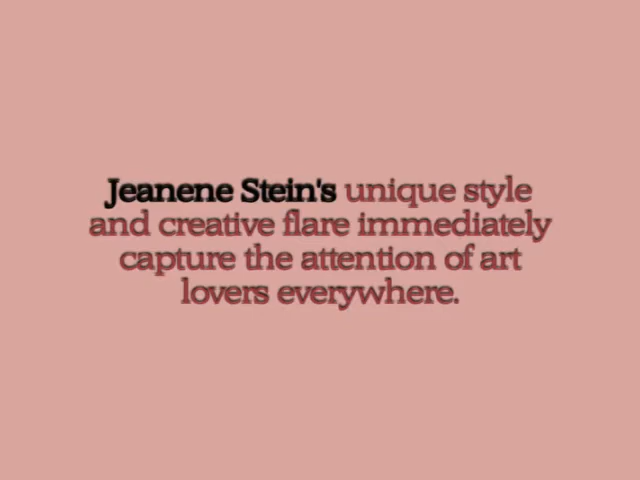 Jeanene Stein's unique style
and creative flare immediately
capture the attention of art
lovers everywhere.